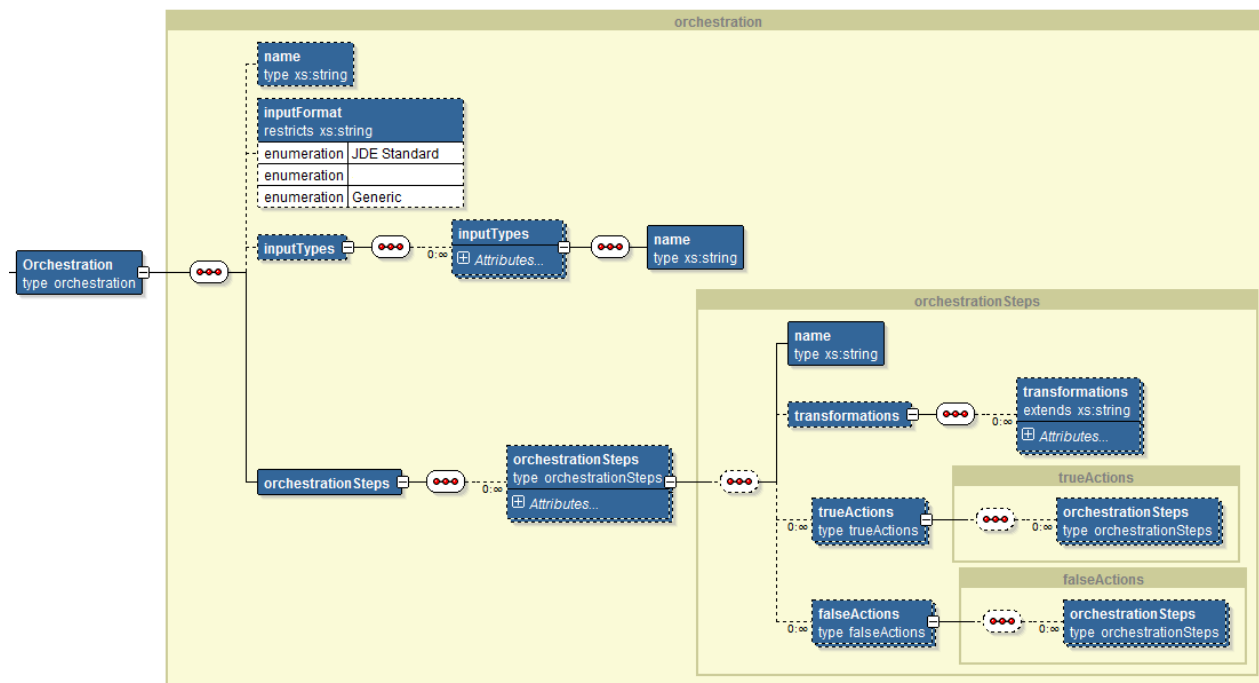 orchestration
name
type xs:string
inputFormat
restricts xs:string
enumeration JDE Standard
enumeration
enumeration Generic
inputTypes
0:∞
inputTypes
Attributes...
name
type xs:string
Orchestration
type orchestration
orchestrationSteps
name
type xs:string
transformations
0:∞
transformations
extends xs:string
Attributes...
orchestrationSteps
0:∞
orchestrationSteps
type orchestrationSteps
Attributes...
trueActions
0:∞
trueActions
type trueActions
0:∞
orchestrationSteps
type orchestrationSteps
falseActions
0:∞
falseActions
type falseActions
0:∞
orchestrationSteps
type orchestrationSteps